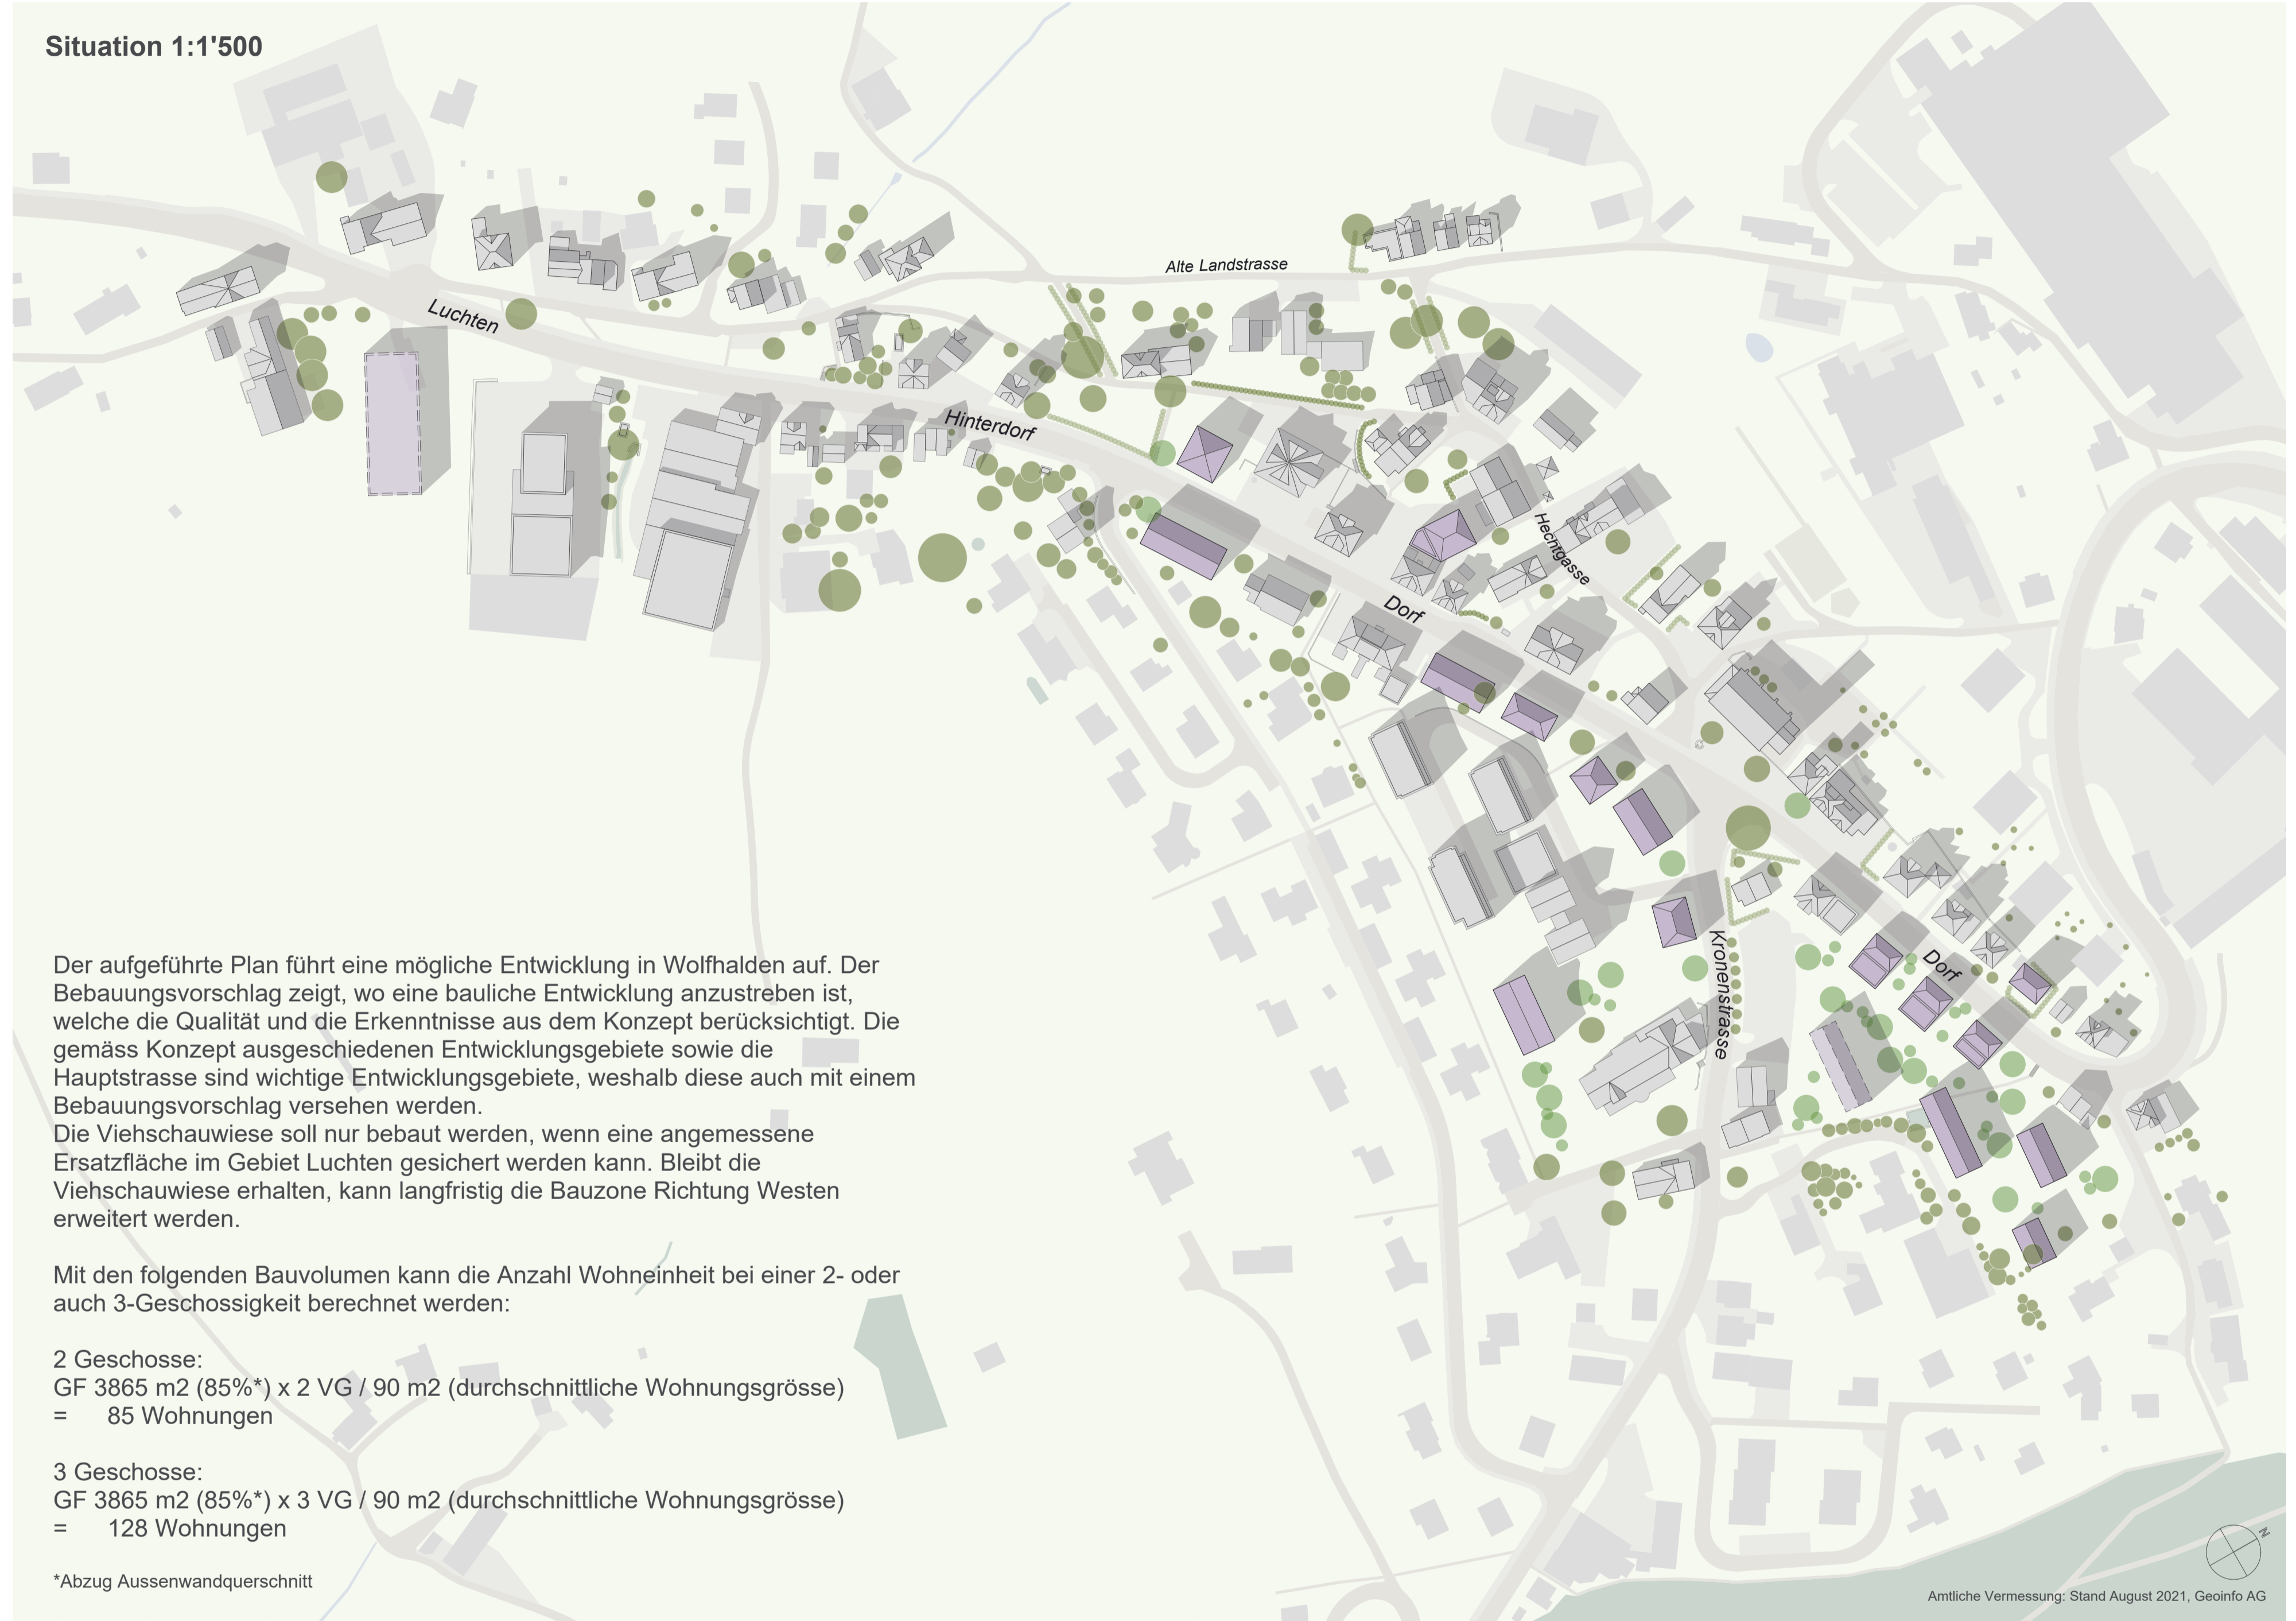 Situation 1:1'500
Alte Landstrasse
Luchten
Hinterdorf
Hechtgasse
Dorf
Kronenstrasse
Dorf
Der aufgeführte Plan führt eine mögliche Entwicklung in Wolfhalden auf. Der
Bebauungsvorschlag zeigt, wo eine bauliche Entwicklung anzustreben ist,
welche die Qualität und die Erkenntnisse aus dem Konzept berücksichtigt. Die
gemäss Konzept ausgeschiedenen Entwicklungsgebiete sowie die
Hauptstrasse sind wichtige Entwicklungsgebiete, weshalb diese auch mit einem
Bebauungsvorschlag versehen werden.
Die Viehschauwiese soll nur bebaut werden, wenn eine angemessene
Ersatzfläche im Gebiet Luchten gesichert werden kann. Bleibt die
Viehschauwiese erhalten, kann langfristig die Bauzone Richtung Westen
erweitert werden.
Mit den folgenden Bauvolumen kann die Anzahl Wohneinheit bei einer 2- oder
auch 3-Geschossigkeit berechnet werden:
2 Geschosse:
GF 3865 m2 (85%*) x 2 VG / 90 m2 (durchschnittliche Wohnungsgrösse)
= 85 Wohnungen
3 Geschosse:
GF 3865 m2 (85%*) x 3 VG / 90 m2 (durchschnittliche Wohnungsgrösse)
= 128 Wohnungen
*Abzug Aussenwandquerschnitt
N
Amtliche Vermessung: Stand August 2021, Geoinfo AG